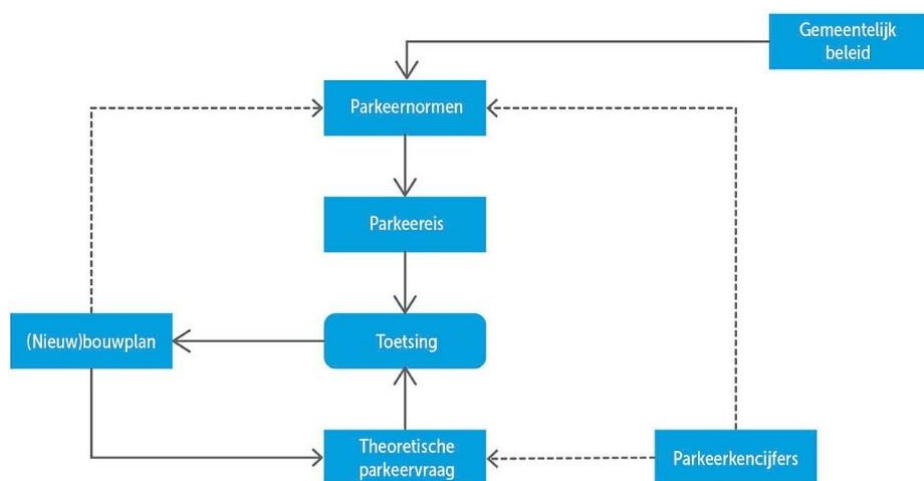 Gemeentelijk
beleid
Parkeernormen
Parkeereis
(Nieuw)bouwplan
Toetsing
Theoretische
parkeervraag
Parkeerkencijfers